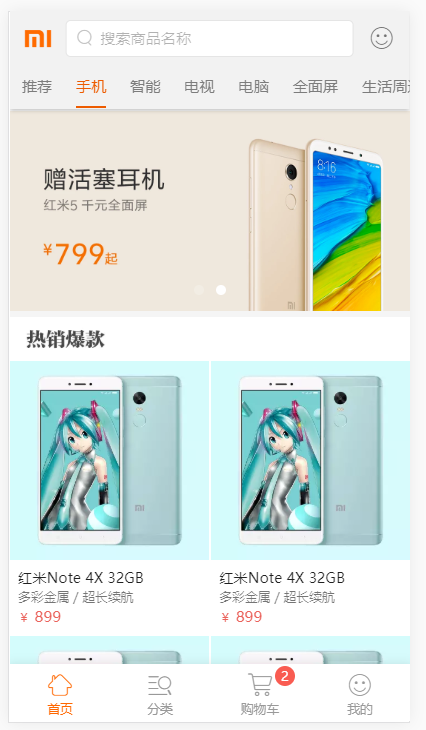 搜索商品名称
推荐 手机 智能 电视 电脑 全面屏 生活周
赠活塞耳机
红米5 千元全面屏
¥799起
8:16
mi
热销爆款
mi mi
红米Note 4X 32GB 红米Note 4X 32GB
多彩金属 / 超长续航 多彩金属 / 超长续航
¥ 899 ¥ 899
2
首页 分类 购物车 我的